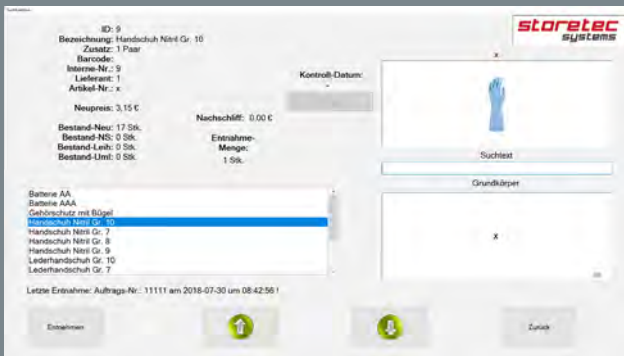 ID: 9
Bezeichnung: Handschuh Nitril Gr. 10
Zusatz: 1 Paar
Barcode:
Interne-Nr.: 9
Lieferant: 1
Artikel-Nr.: x
Neupreis: 3,15 €
Nachschliff: 0.00 €
Bestand-Neu: 17 Stk.
Bestand-NS: 0 Stk.
Bestand-Leih: 0 Stk.
Bestand-Uml: 0 Stk.
Entnahme-
Menge:
1 Stk.
Kontroll-Datum:
-
storetec
systems
x
Suchtext
Grundkörper
x
Batterie AA
Batterie AAA
Gehörschutz mit Bügel
Handschuh Nitril Gr. 10
Handschuh Nitril Gr. 7
Handschuh Nitril Gr. 8
Handschuh Nitril Gr. 9
Lederhandschuh Gr. 10
Lederhandschuh Gr. 7
Letzte Entnahme: Auftrags-Nr.: 11111 am 2018-07-30 um 08:42:56 !
Entnehmen
Zurück